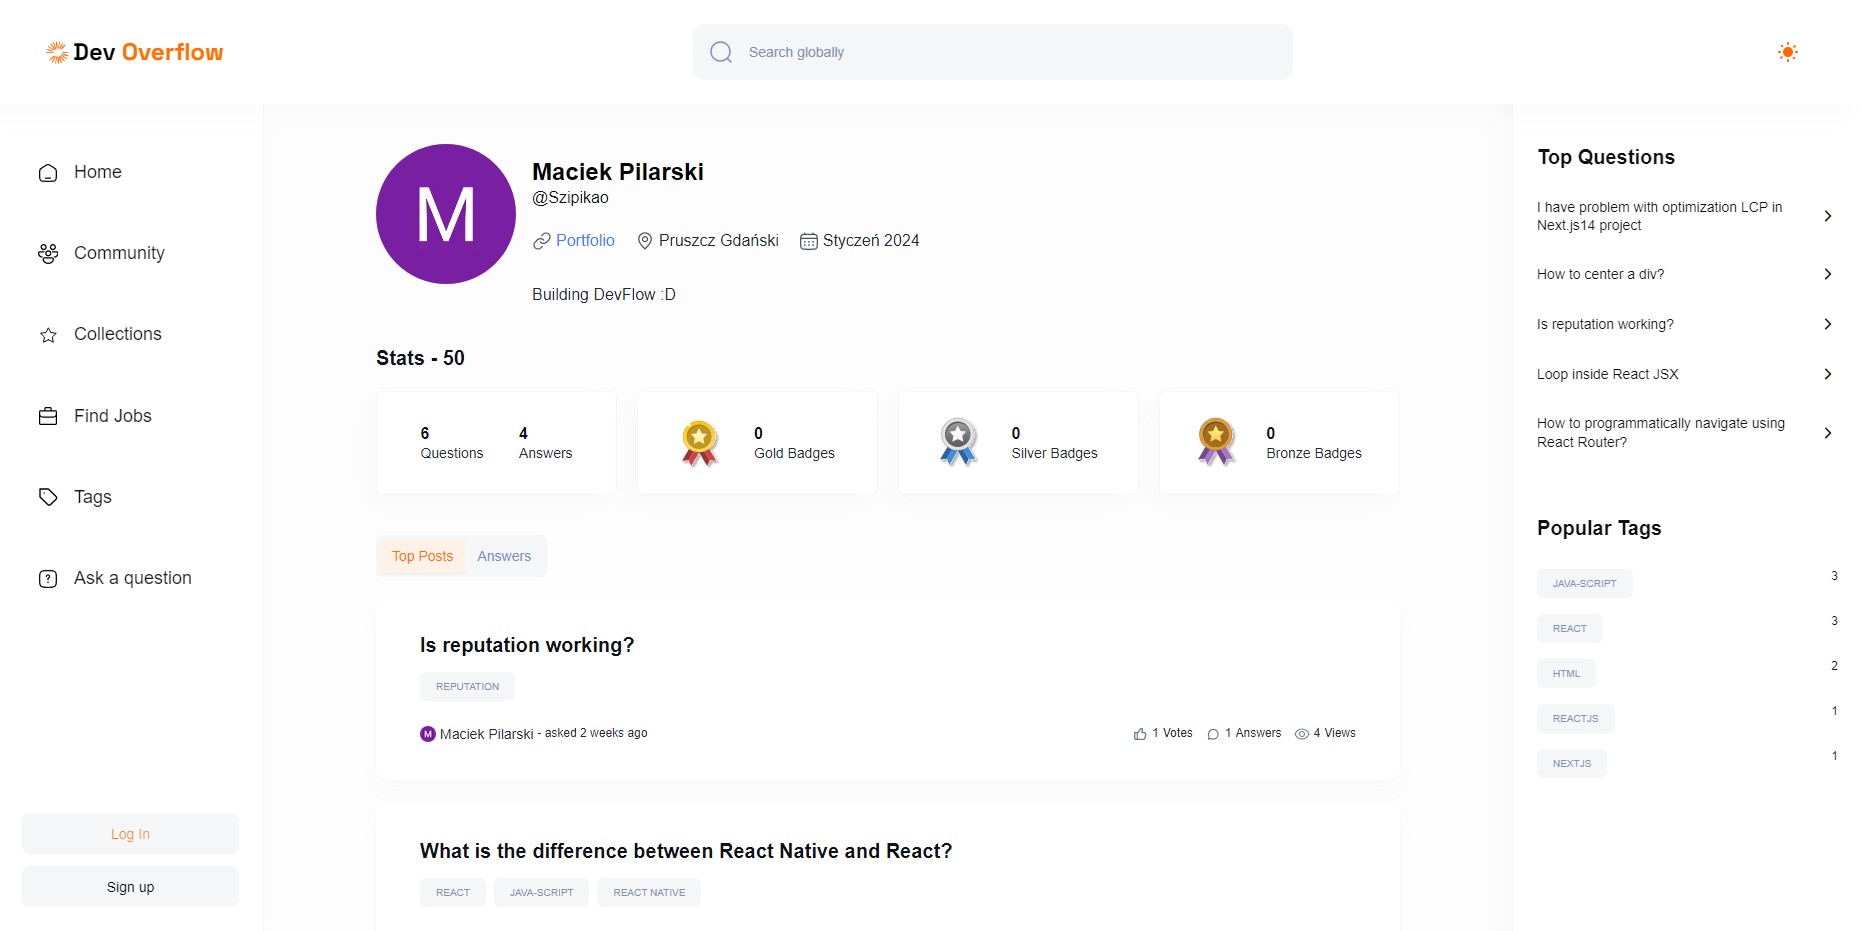 Dev Overflow
Search globally
Home
Community
Collections
Find Jobs
Tags
Ask a question
Log In
Sign up
M
Maciek Pilarski
@Szipikao
Portfolio
Pruszcz Gdański
Styczeń 2024
Building DevFlow :D
Stats - 50
6
Questions
4
Answers
0
Gold Badges
0
Silver Badges
0
Bronze Badges
Top Posts
Answers
Is reputation working?
REPUTATION
M
Maciek Pilarski - asked 2 weeks ago
1 Votes
1 Answers
4 Views
What is the difference between React Native and React?
REACT
JAVA-SCRIPT
REACT NATIVE
Top Questions
I have problem with optimization LCP in
Next.js14 project
How to center a div?
Is reputation working?
Loop inside React JSX
How to programmatically navigate using
React Router?
Popular Tags
JAVA-SCRIPT 3
REACT 3
HTML 2
REACTJS 1
NEXTJS 1